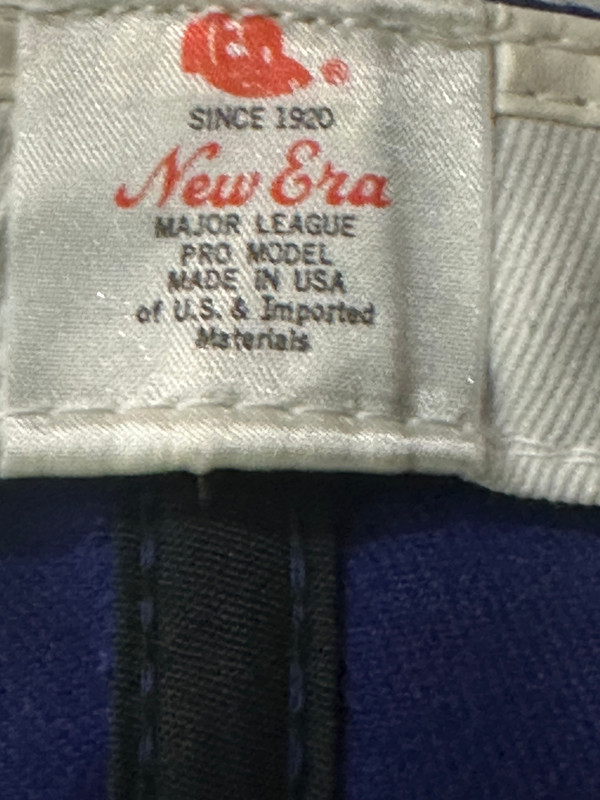 ®
SINCE 1920
New Era
MAJOR LEAGUE
PRO MODEL
MADE IN USA
of U.S. & Imported
Materials